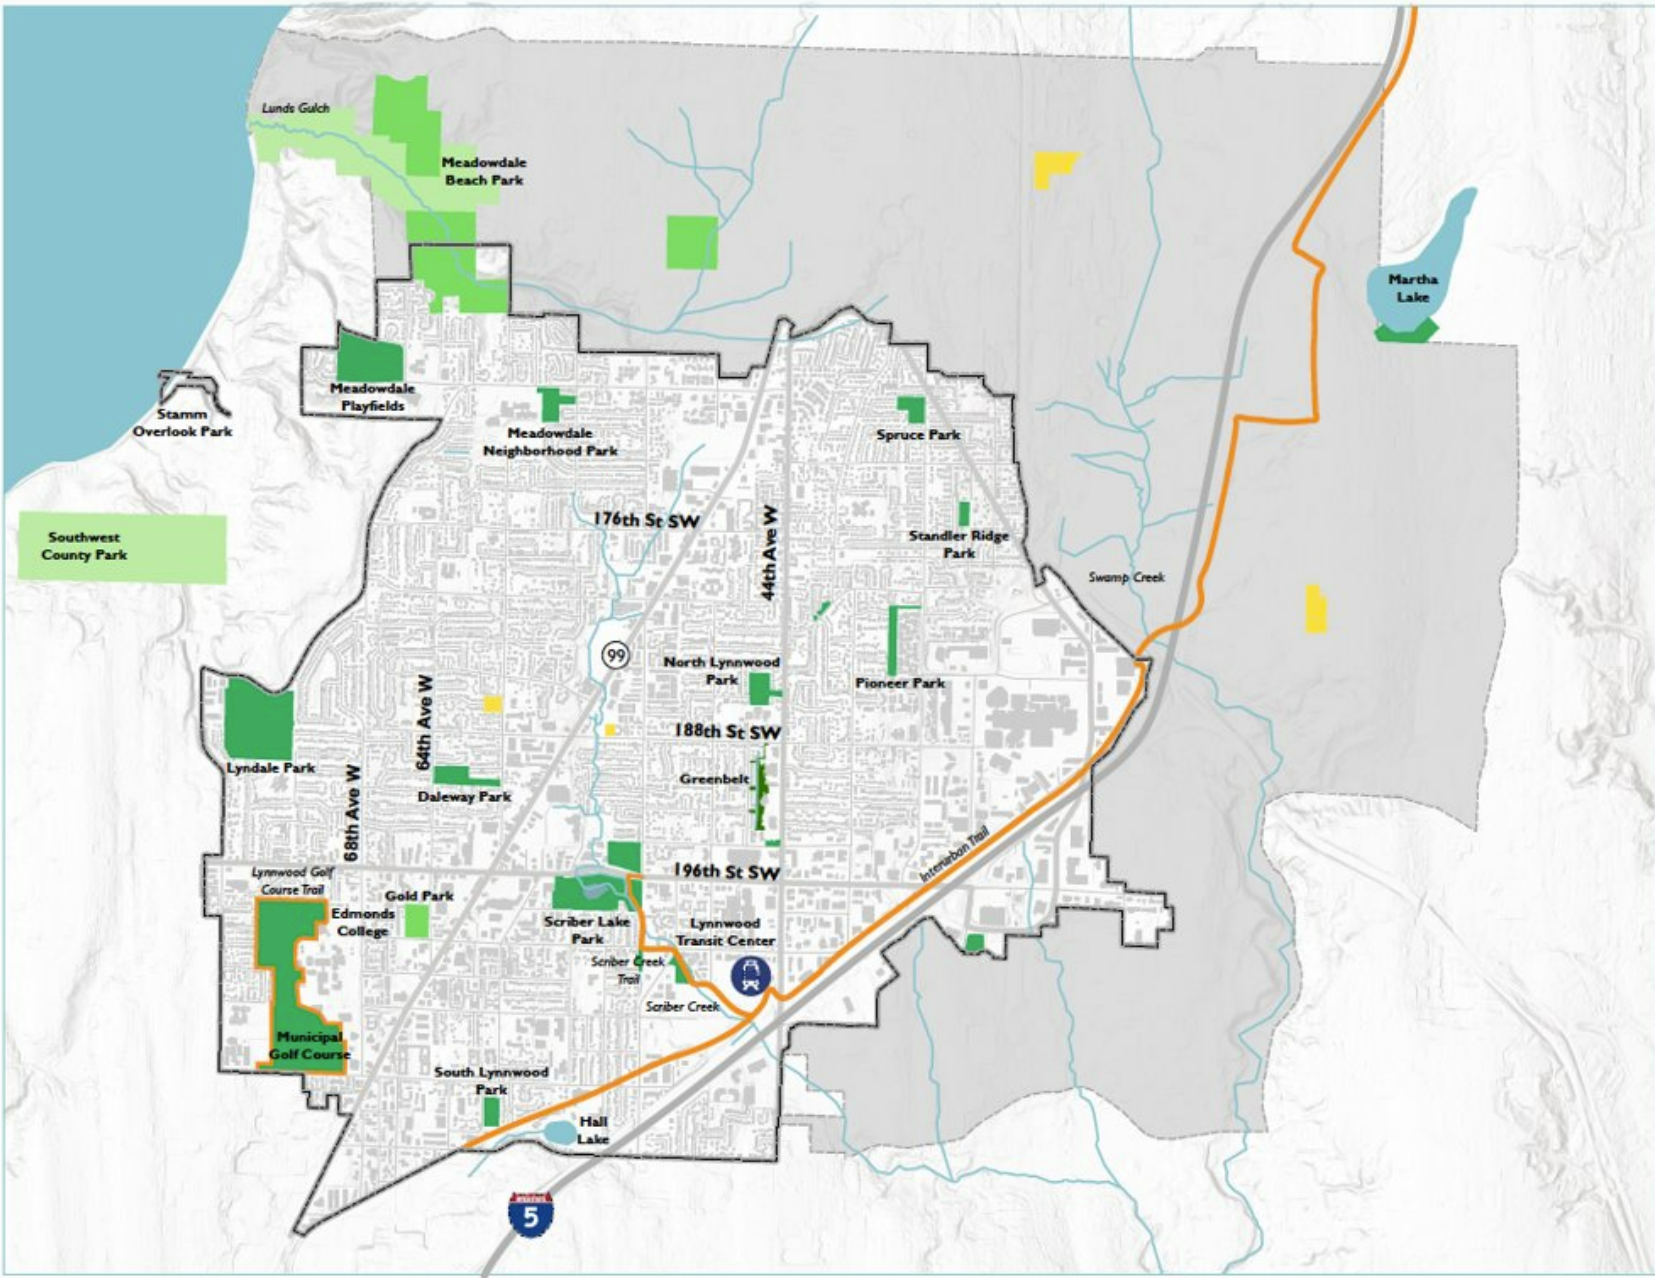 Lunds Gulch
Meadowdale
Beach Park
Martha
Lake
Meadowdale
Playfields
Stamm
Overlook Park
Meadowdale
Neighborhood Park
Spruce Park
Southwest
County Park
176th St SW
44th Ave W
Standler Ridge
Park
Swamp Creek
99
North Lynnwood
Park
Pioneer Park
64th Ave W
188th St SW
Lyndale Park
Greenbelt
Daleway Park
68th Ave W
Interurban Trail
Lynnwood Golf
Course Trail
196th St SW
Gold Park
Edmonds
College
Scriber Lake
Park
Lynnwood
Transit Center
Scriber Creek
Trail
Scriber Creek
Municipal
Golf Course
South Lynnwood
Park
Hall
Lake
5